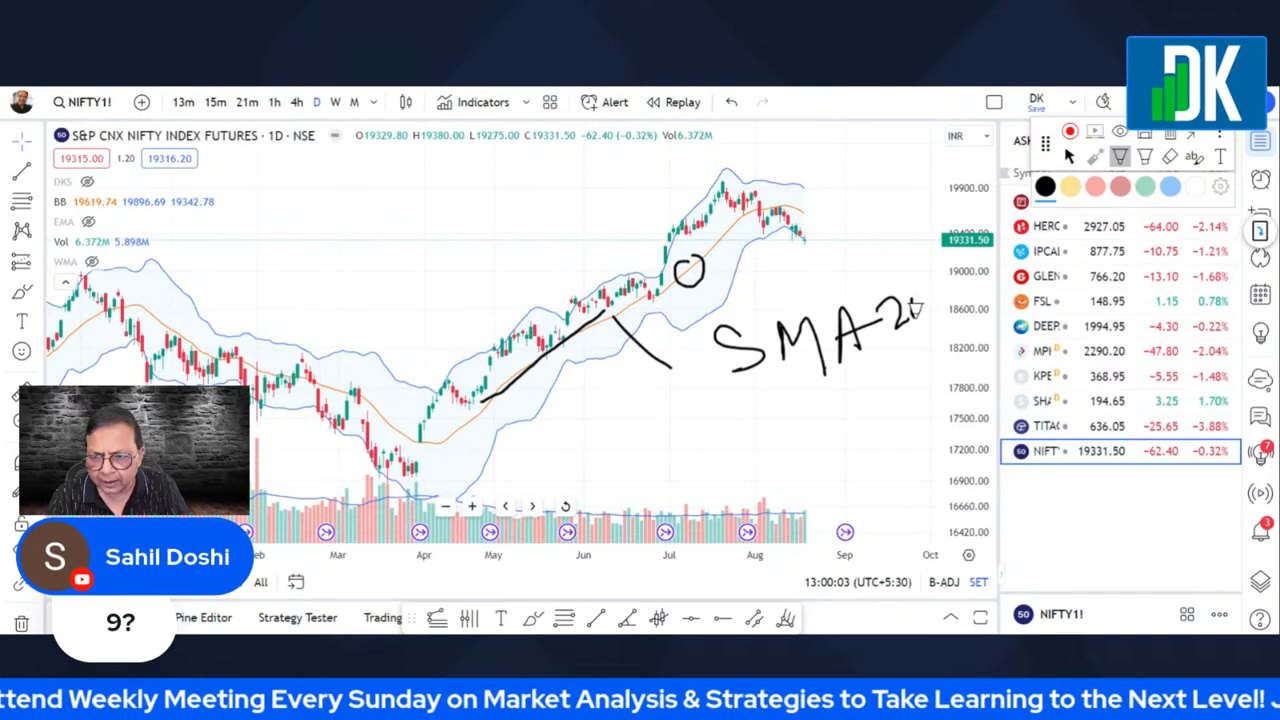 DK
NIFTY1!
13m 15m 21m 1h 4h D W M
Indicators
Alert
Replay
DK
Save
S&P CNX NIFTY INDEX FUTURES · 1D · NSE
O19329.80 H19380.00 L19275.00 C19331.50 −62.40 (−0.32%) Vol6.372M
INR
19315.00 1.20 19316.20
DKS
BB 19619.74 19896.69 19342.78
EMA
Vol 6.372M 5.898M
WMA
19900.00
19331.50
19000.00
18600.00
18200.00
17800.00
17500.00
17200.00
16900.00
16660.00
16420.00
SMA-20
HERC 2927.05 −64.00 −2.14%
IPCAI 877.75 −10.75 −1.21%
GLEN 766.20 −13.10 −1.68%
FSL 148.95 1.15 0.78%
DEEP 1994.95 −4.30 −0.22%
MPI D 2290.20 −47.80 −2.04%
KPE D 368.95 −5.55 −1.48%
SHA D 194.65 3.25 1.70%
TITAC 636.05 −25.65 −3.88%
NIFTY 19331.50 −62.40 −0.32%
7
3
Mar Apr May Jun Jul Aug Sep Oct
All
13:00:03 (UTC+5:30) B-ADJ SET
Pine Editor Strategy Tester Trading
NIFTY1!
S
Sahil Doshi
9?
ttend Weekly Meeting Every Sunday on Market Analysis & Strategies to Take Learning to the Next Level! J